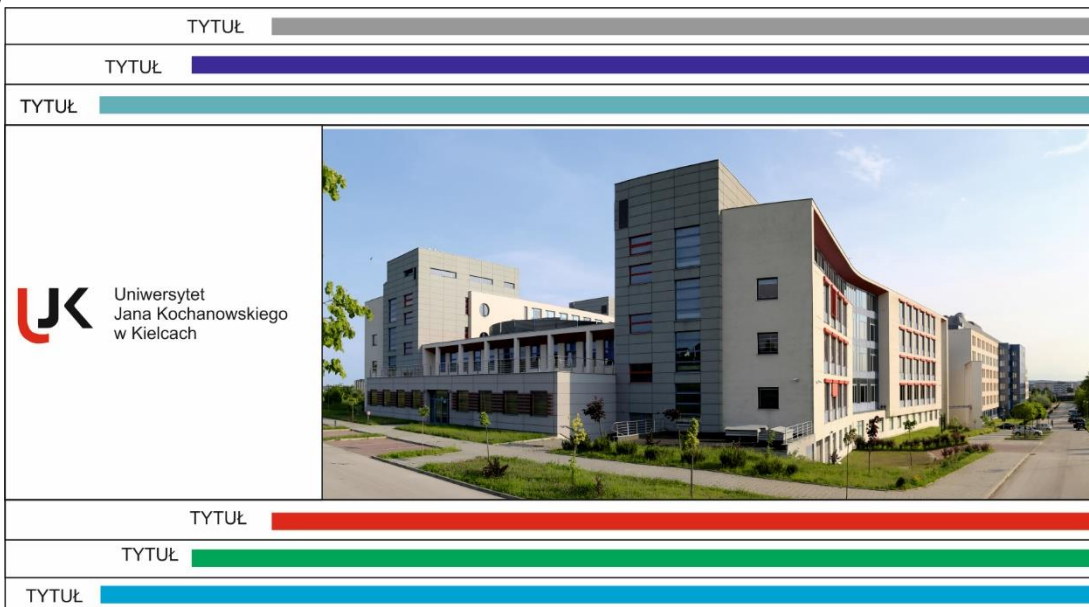 TYTUŁ
TYTUŁ
TYTUŁ
UJK
Uniwersytet
Jana Kochanowskiego
w Kielcach
TYTUŁ
TYTUŁ
TYTUŁ